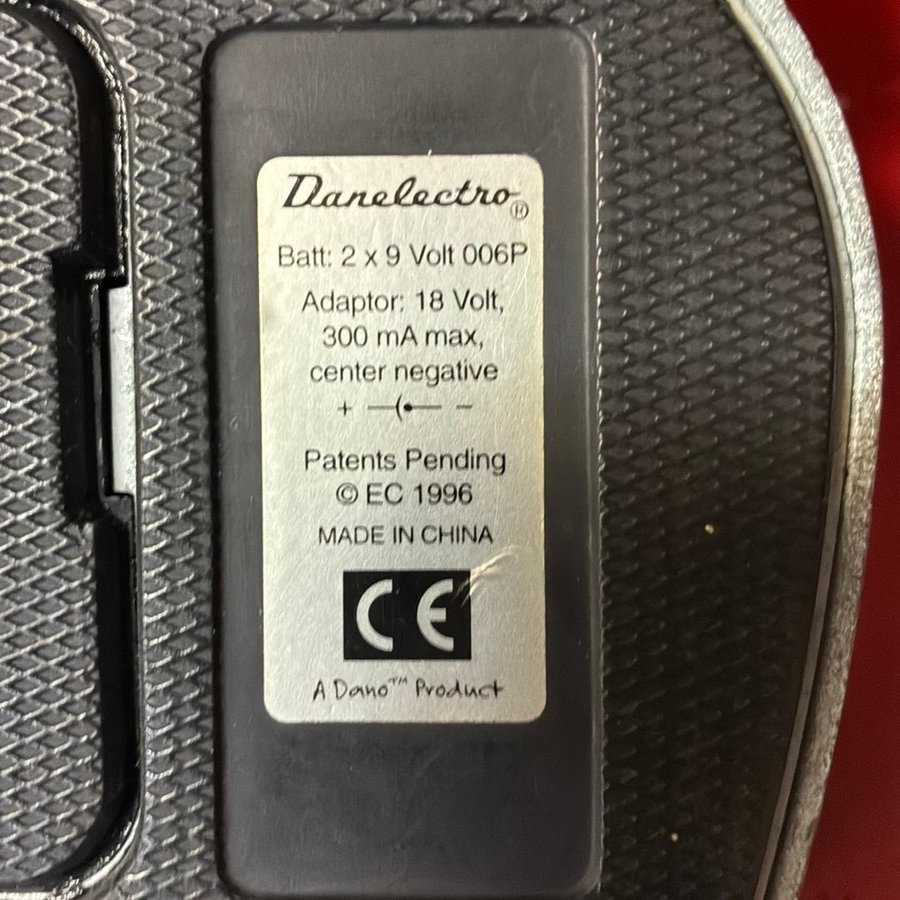 Danelectro®
Batt: 2 x 9 Volt 006P
Adaptor: 18 Volt,
300 mA max,
center negative
+ −
Patents Pending
© EC 1996
MADE IN CHINA
CE
A Dano™ Product